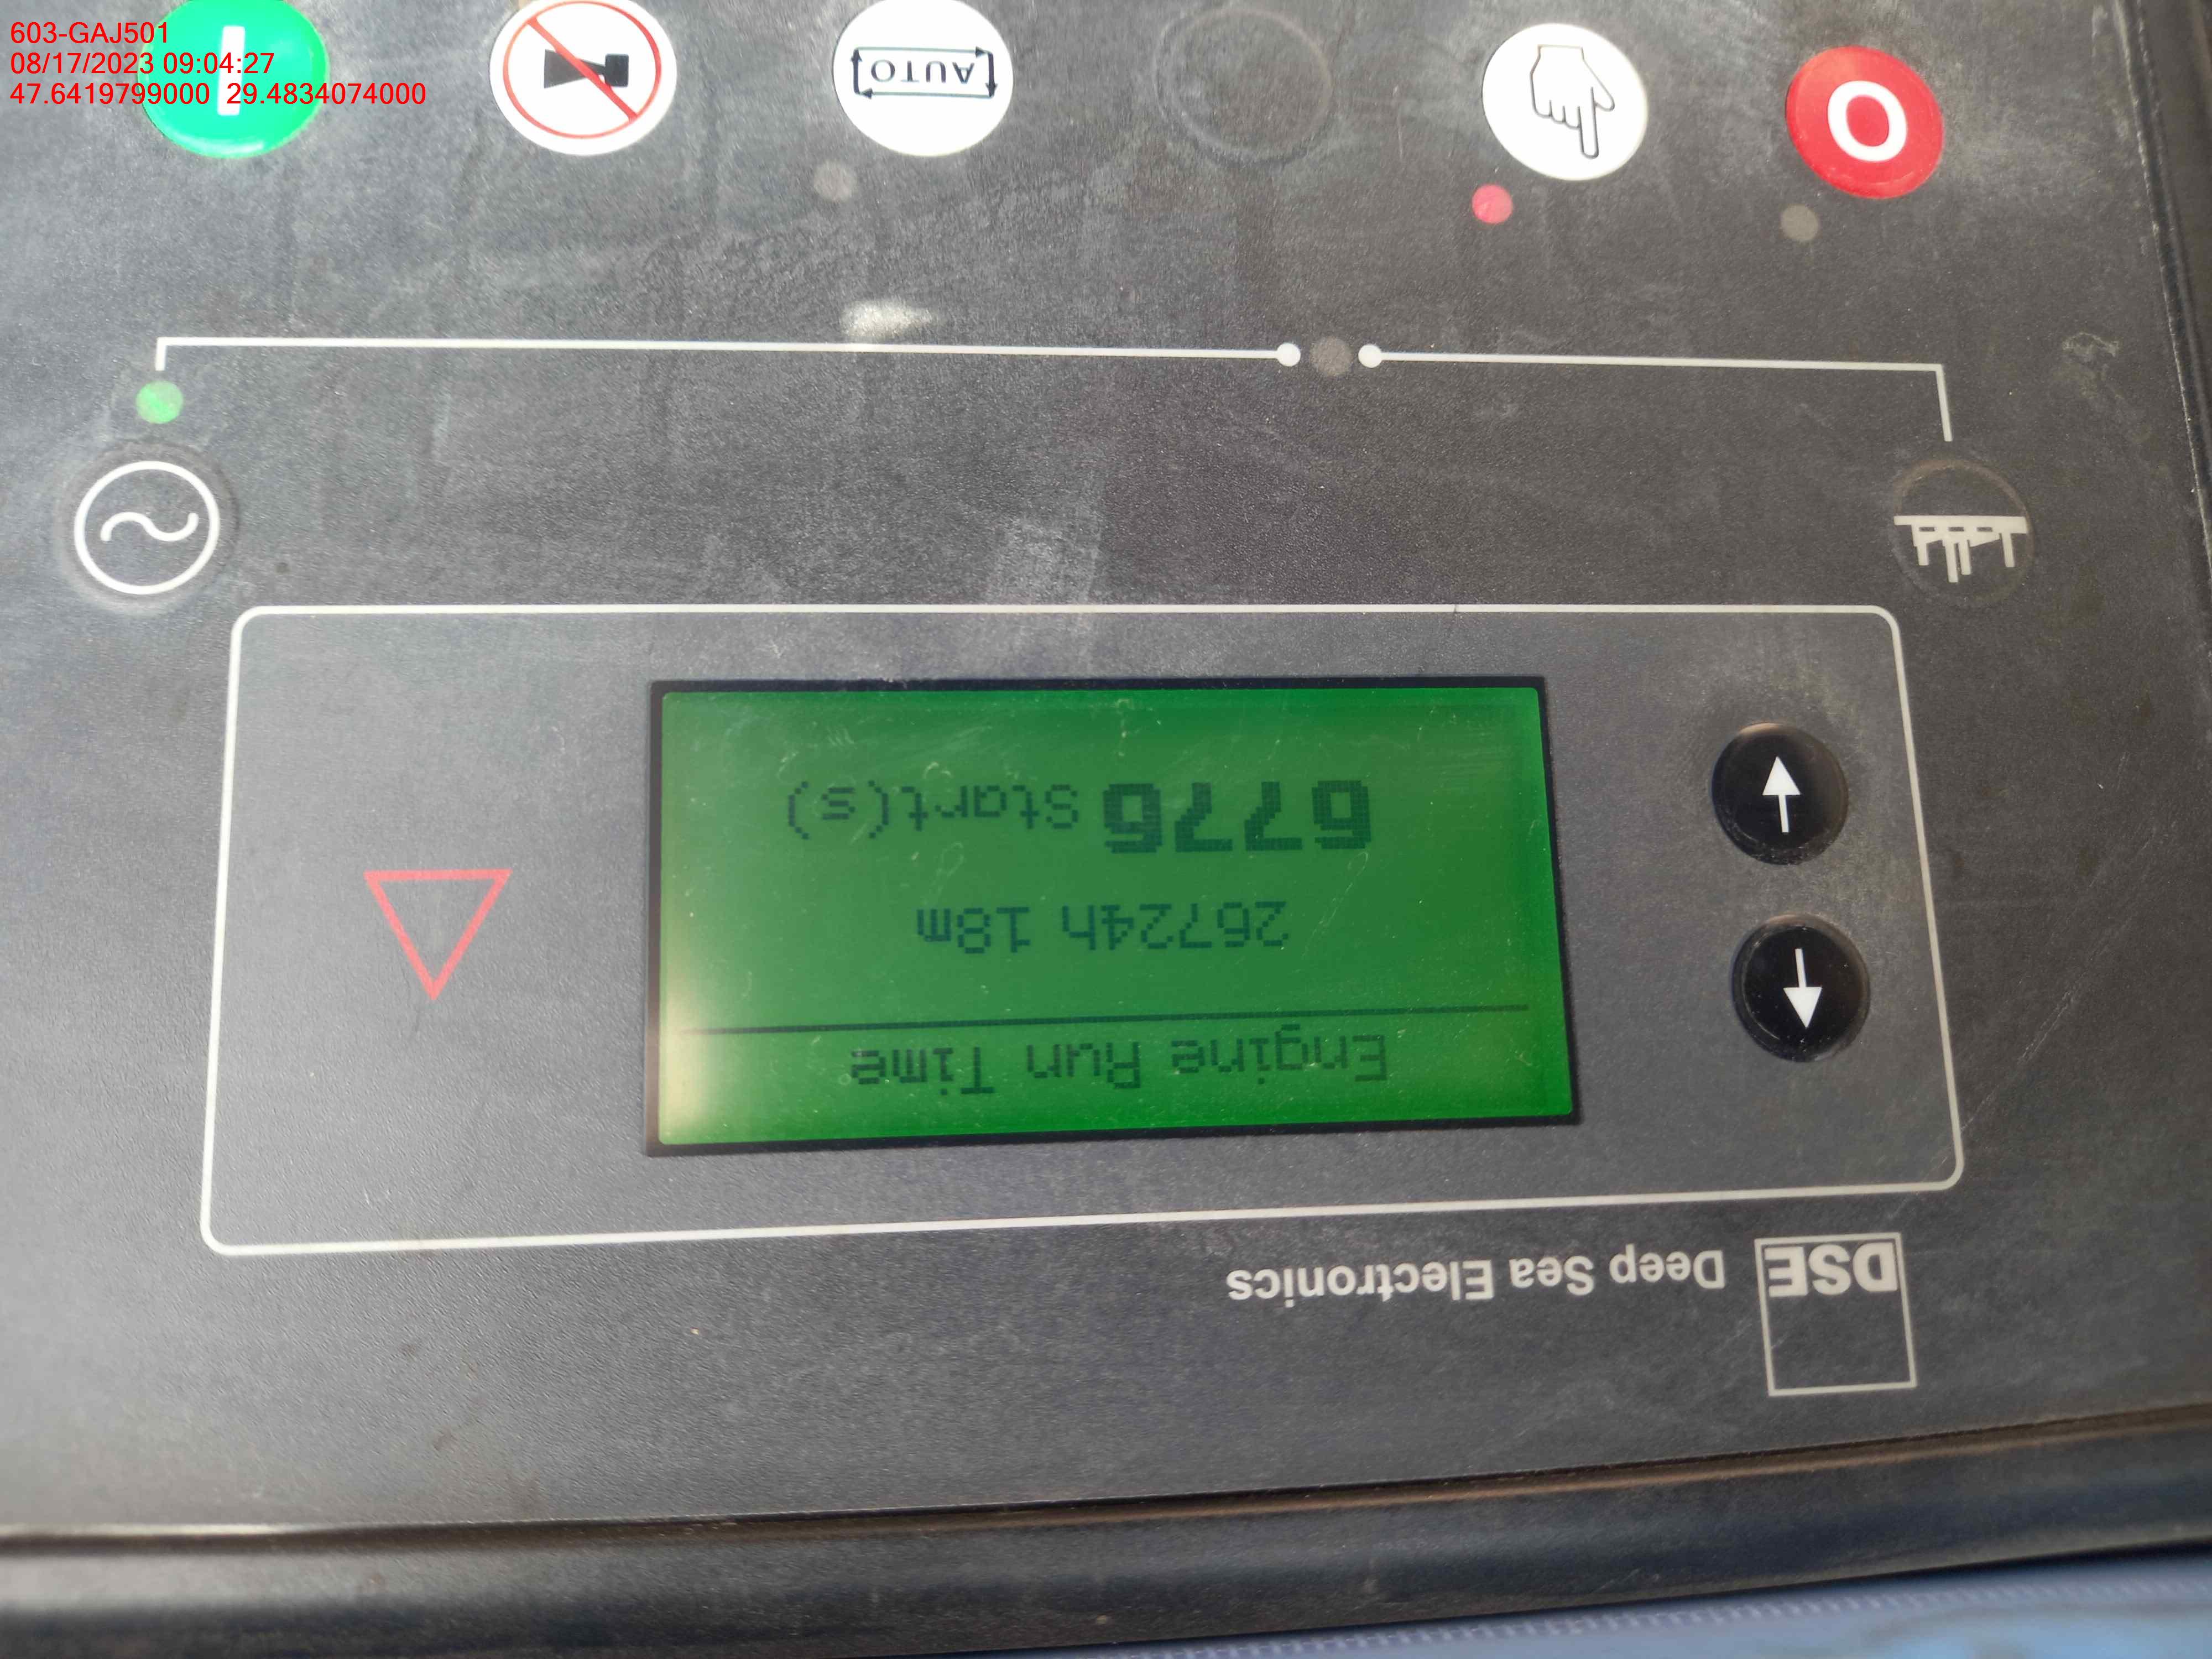 603-GAJ501
08/17/2023 09:04:27
47.6419799000 29.4834074000
DSE Deep Sea Electronics
Engine Run Time
26724h 18m
6776 Start(s)
O
AUTO
I